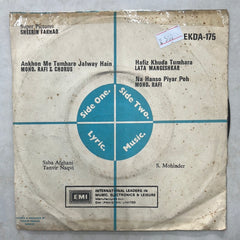 Super Pictures
SHEERIN FARHAD
EKDA-175
Ankhon Me Tumhare Jalway Hain
MOHD. RAFI & CHORUS
Hafiz Khuda Tumhara
LATA MANGESHKAR
Na Hanso Piyar Peh
MOHD. RAFI
Side One.
Side Two.
Lyric.
Music.
Saba Afghani
Tanvir Naqvi
S. Mohinder
EMI
INTERNATIONAL LEADERS IN
MUSIC, ELECTRONICS & LEISURE